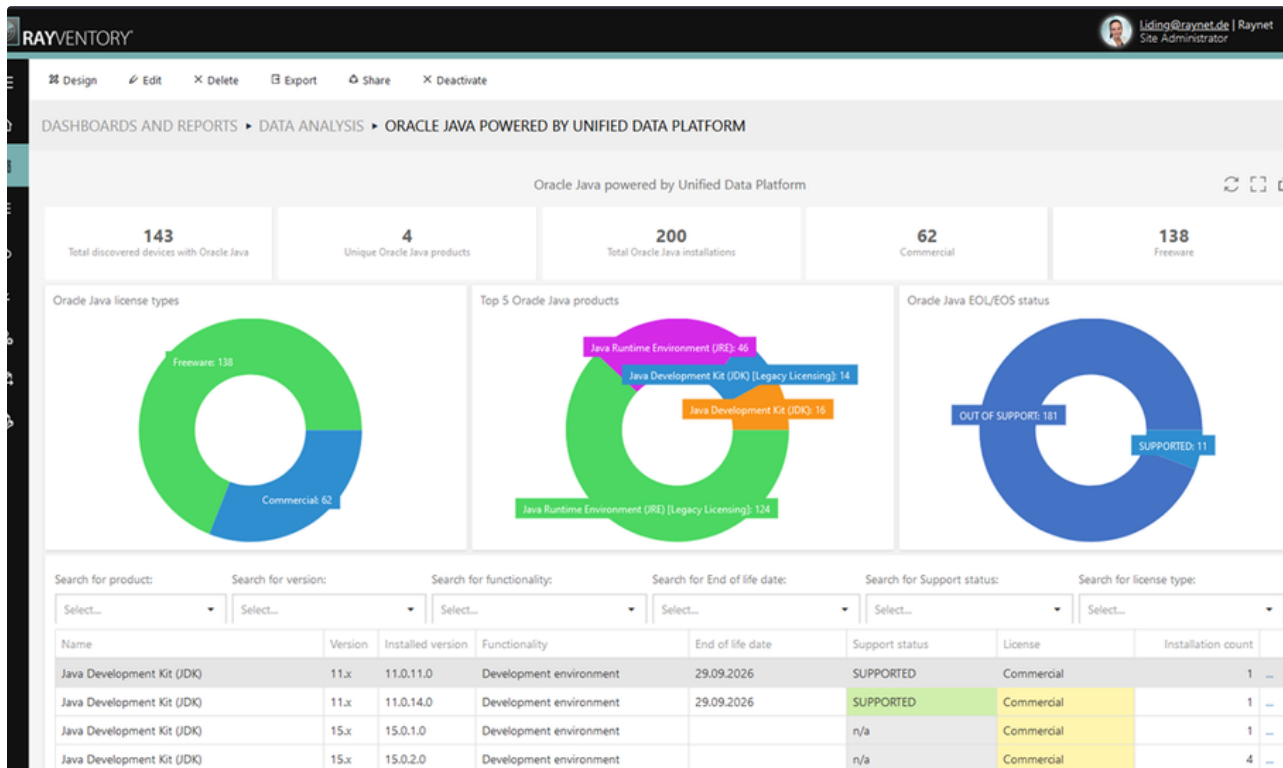 RAYVENTORY
Liding@raynet.de | Raynet
Site Administrator
Design Edit Delete Export Share Deactivate
DASHBOARDS AND REPORTS ▸ DATA ANALYSIS ▸ ORACLE JAVA POWERED BY UNIFIED DATA PLATFORM
Oracle Java powered by Unified Data Platform
143 4 200 62 138
Total discovered devices with Oracle Java Unique Oracle Java products Total Oracle Java installations Commercial Freeware
Oracle Java license types
Freeware: 138
Commercial: 62
Top 5 Oracle Java products
Java Runtime Environment (JRE): 46
Java Development Kit (JDK) [Legacy Licensing]: 14
Java Development Kit (JDK): 16
Java Runtime Environment (JRE) [Legacy Licensing]: 124
Oracle Java EOL/EOS status
OUT OF SUPPORT: 181
SUPPORTED: 11
Search for product: Search for version: Search for functionality: Search for End of life date: Search for Support status: Search for license type:
Select... Select... Select... Select... Select... Select...
Name Version Installed version Functionality End of life date Support status License Installation count
Java Development Kit (JDK) 11.x 11.0.11.0 Development environment 29.09.2026 SUPPORTED Commercial 1 ...
Java Development Kit (JDK) 11.x 11.0.14.0 Development environment 29.09.2026 SUPPORTED Commercial 1 ...
Java Development Kit (JDK) 15.x 15.0.1.0 Development environment n/a Commercial 1 ...
Java Development Kit (JDK) 15.x 15.0.2.0 Development environment n/a Commercial 4 ...